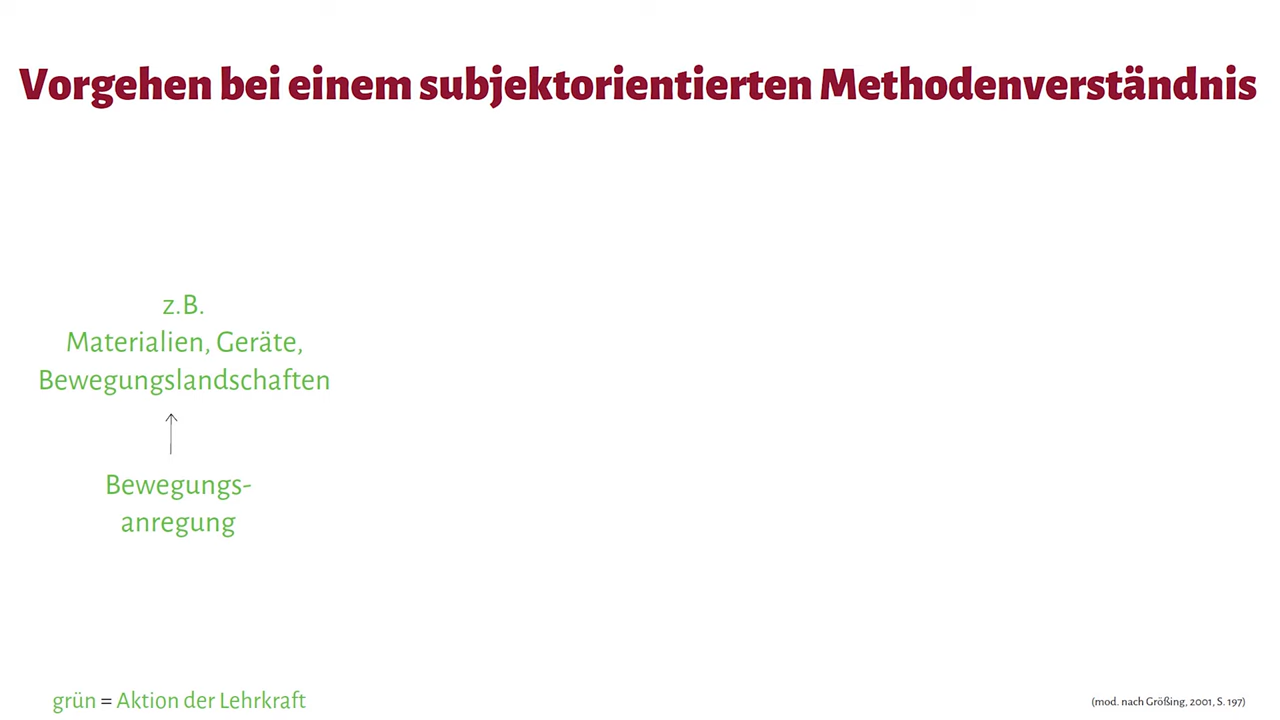 Vorgehen bei einem subjektorientierten Methodenverständnis
z.B.
Materialien, Geräte,
Bewegungslandschaften
Bewegungs-
anregung
grün = Aktion der Lehrkraft
(mod. nach Größing, 2001, S. 197)